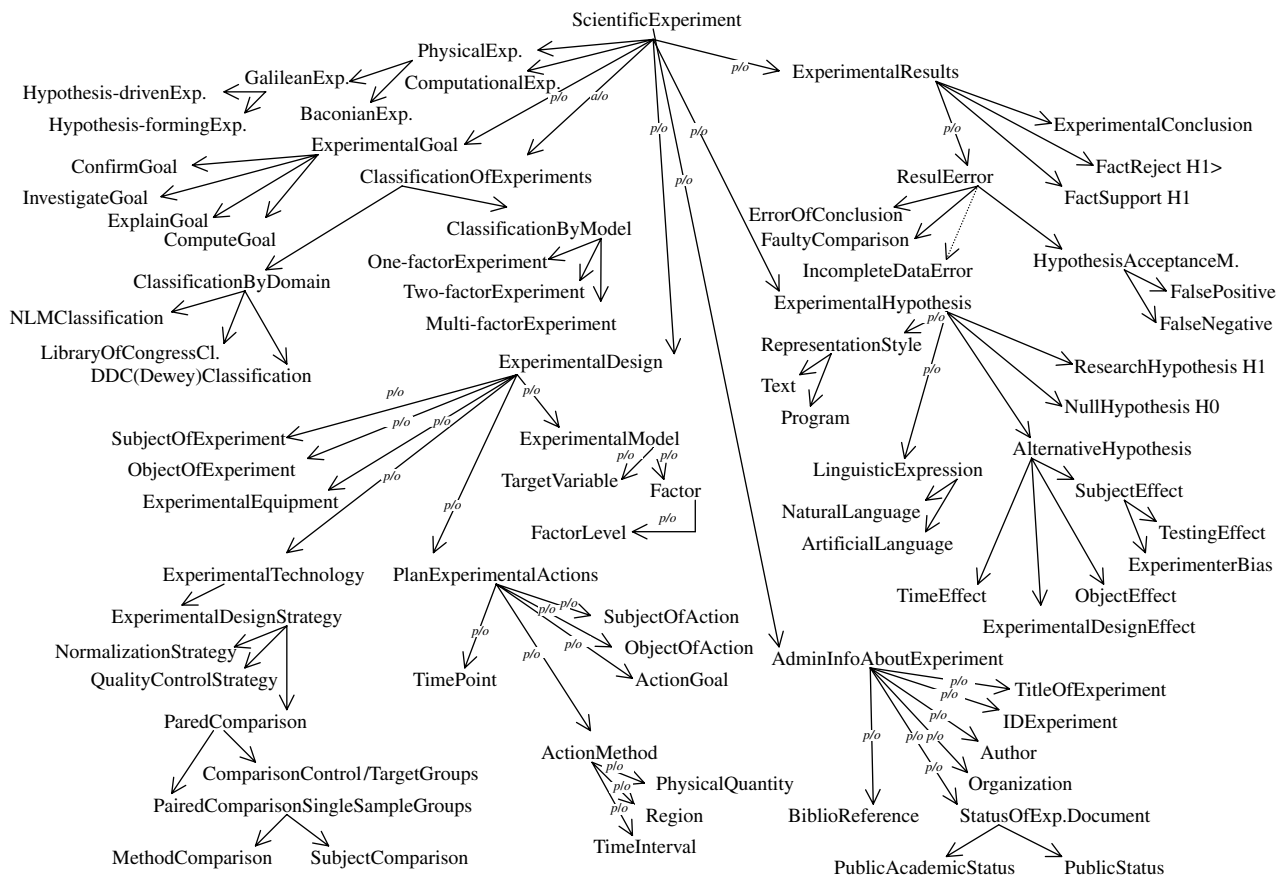 ScientificExperiment
PhysicalExp.
p/o
ExperimentalResults
GalileanExp.
ComputationalExp.
Hypothesis-drivenExp.
p/o
a/o
BaconianExp.
Hypothesis-formingExp.
p/o
p/o
ExperimentalConclusion
ExperimentalGoal
p/o
ConfirmGoal
ClassificationOfExperiments
p/o
FactReject H1>
ResulEerror
InvestigateGoal
FactSupport H1
ExplainGoal
ErrorOfConclusion
ComputeGoal
ClassificationByModel
FaultyComparison
One-factorExperiment
IncompleteDataError
HypothesisAcceptanceM.
ClassificationByDomain
Two-factorExperiment
FalsePositive
ExperimentalHypothesis
NLMClassification
Multi-factorExperiment
p/o
FalseNegative
RepresentationStyle
LibraryOfCongressCl.
ExperimentalDesign
ResearchHypothesis H1
DDC(Dewey)Classification
p/o
Text
p/o
p/o
NullHypothesis H0
Program
p/o
p/o
SubjectOfExperiment
ExperimentalModel
AlternativeHypothesis
p/o
p/o
ObjectOfExperiment
LinguisticExpression
p/o
TargetVariable
Factor
SubjectEffect
ExperimentalEquipment
p/o
NaturalLanguage
FactorLevel
p/o
TestingEffect
ArtificialLanguage
ExperimenterBias
ExperimentalTechnology
PlanExperimentalActions
TimeEffect
ObjectEffect
ExperimentalDesignStrategy
p/o
p/o
SubjectOfAction
ExperimentalDesignEffect
p/o
p/o
NormalizationStrategy
ObjectOfAction
p/o
AdminInfoAboutExperiment
QualityControlStrategy
TimePoint
ActionGoal
p/o
TitleOfExperiment
p/o
ParedComparison
p/o
IDExperiment
p/o
p/o
p/o
Author
ActionMethod
p/o
p/o
ComparisonControl/TargetGroups
p/o
PhysicalQuantity
Organization
PairedComparisonSingleSampleGroups
p/o
Region
BiblioReference
StatusOfExp.Document
TimeInterval
MethodComparison
SubjectComparison
PublicAcademicStatus
PublicStatus